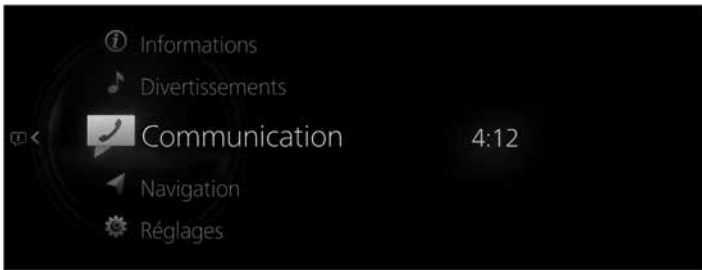 Informations
Divertissements
Communication
4:12
Navigation
Réglages